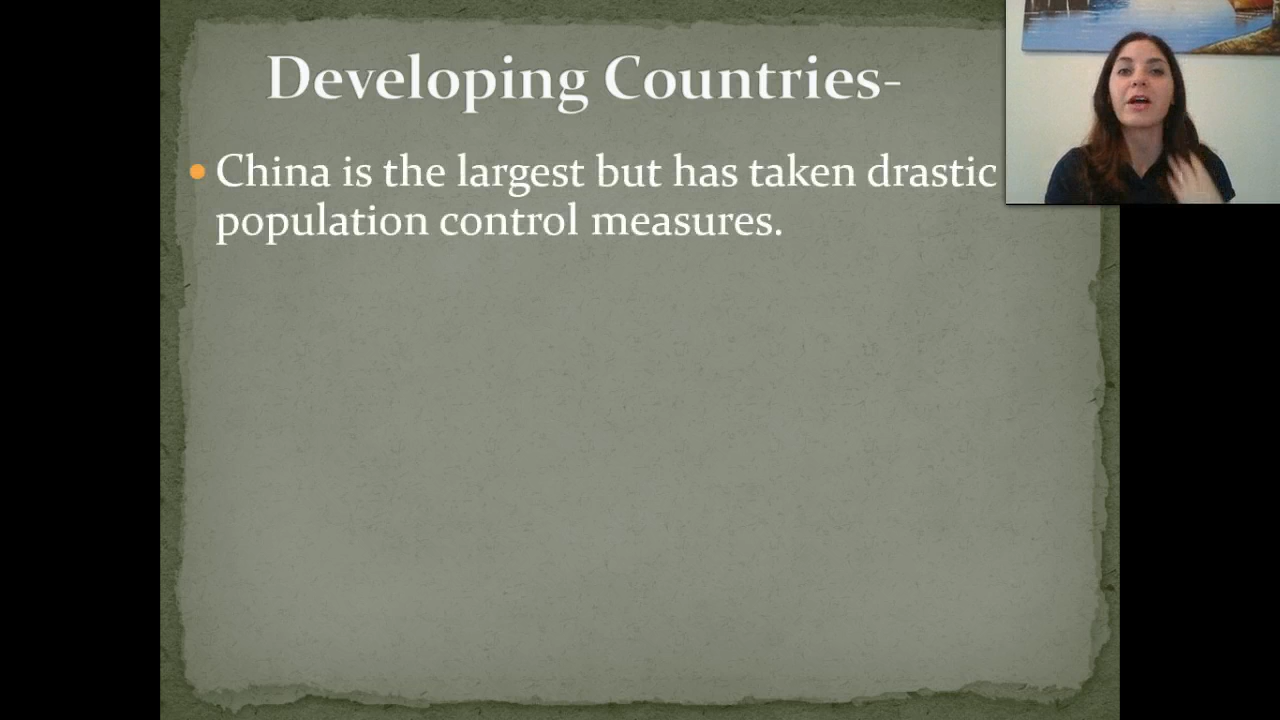 Developing Countries-
China is the largest but has taken drastic
population control measures.